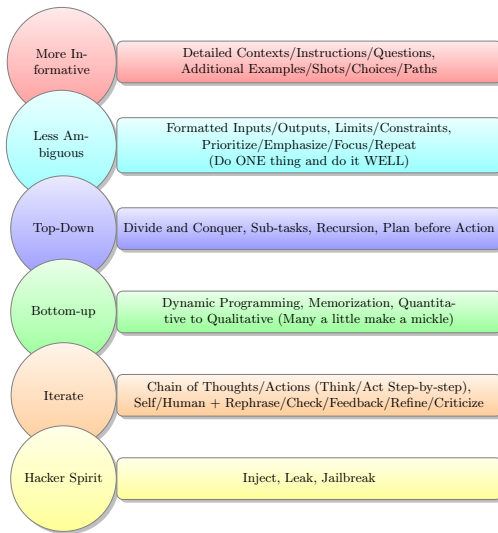 More In-
formative
Detailed Contexts/Instructions/Questions,
Additional Examples/Shots/Choices/Paths
Less Am-
biguous
Formatted Inputs/Outputs, Limits/Constraints,
Prioritize/Emphasize/Focus/Repeat
(Do ONE thing and do it WELL)
Top-Down
Divide and Conquer, Sub-tasks, Recursion, Plan before Action
Bottom-up
Dynamic Programming, Memorization, Quantita-
tive to Qualitative (Many a little make a mickle)
Iterate
Chain of Thoughts/Actions (Think/Act Step-by-step),
Self/Human + Rephrase/Check/Feedback/Refine/Criticize
Hacker Spirit
Inject, Leak, Jailbreak